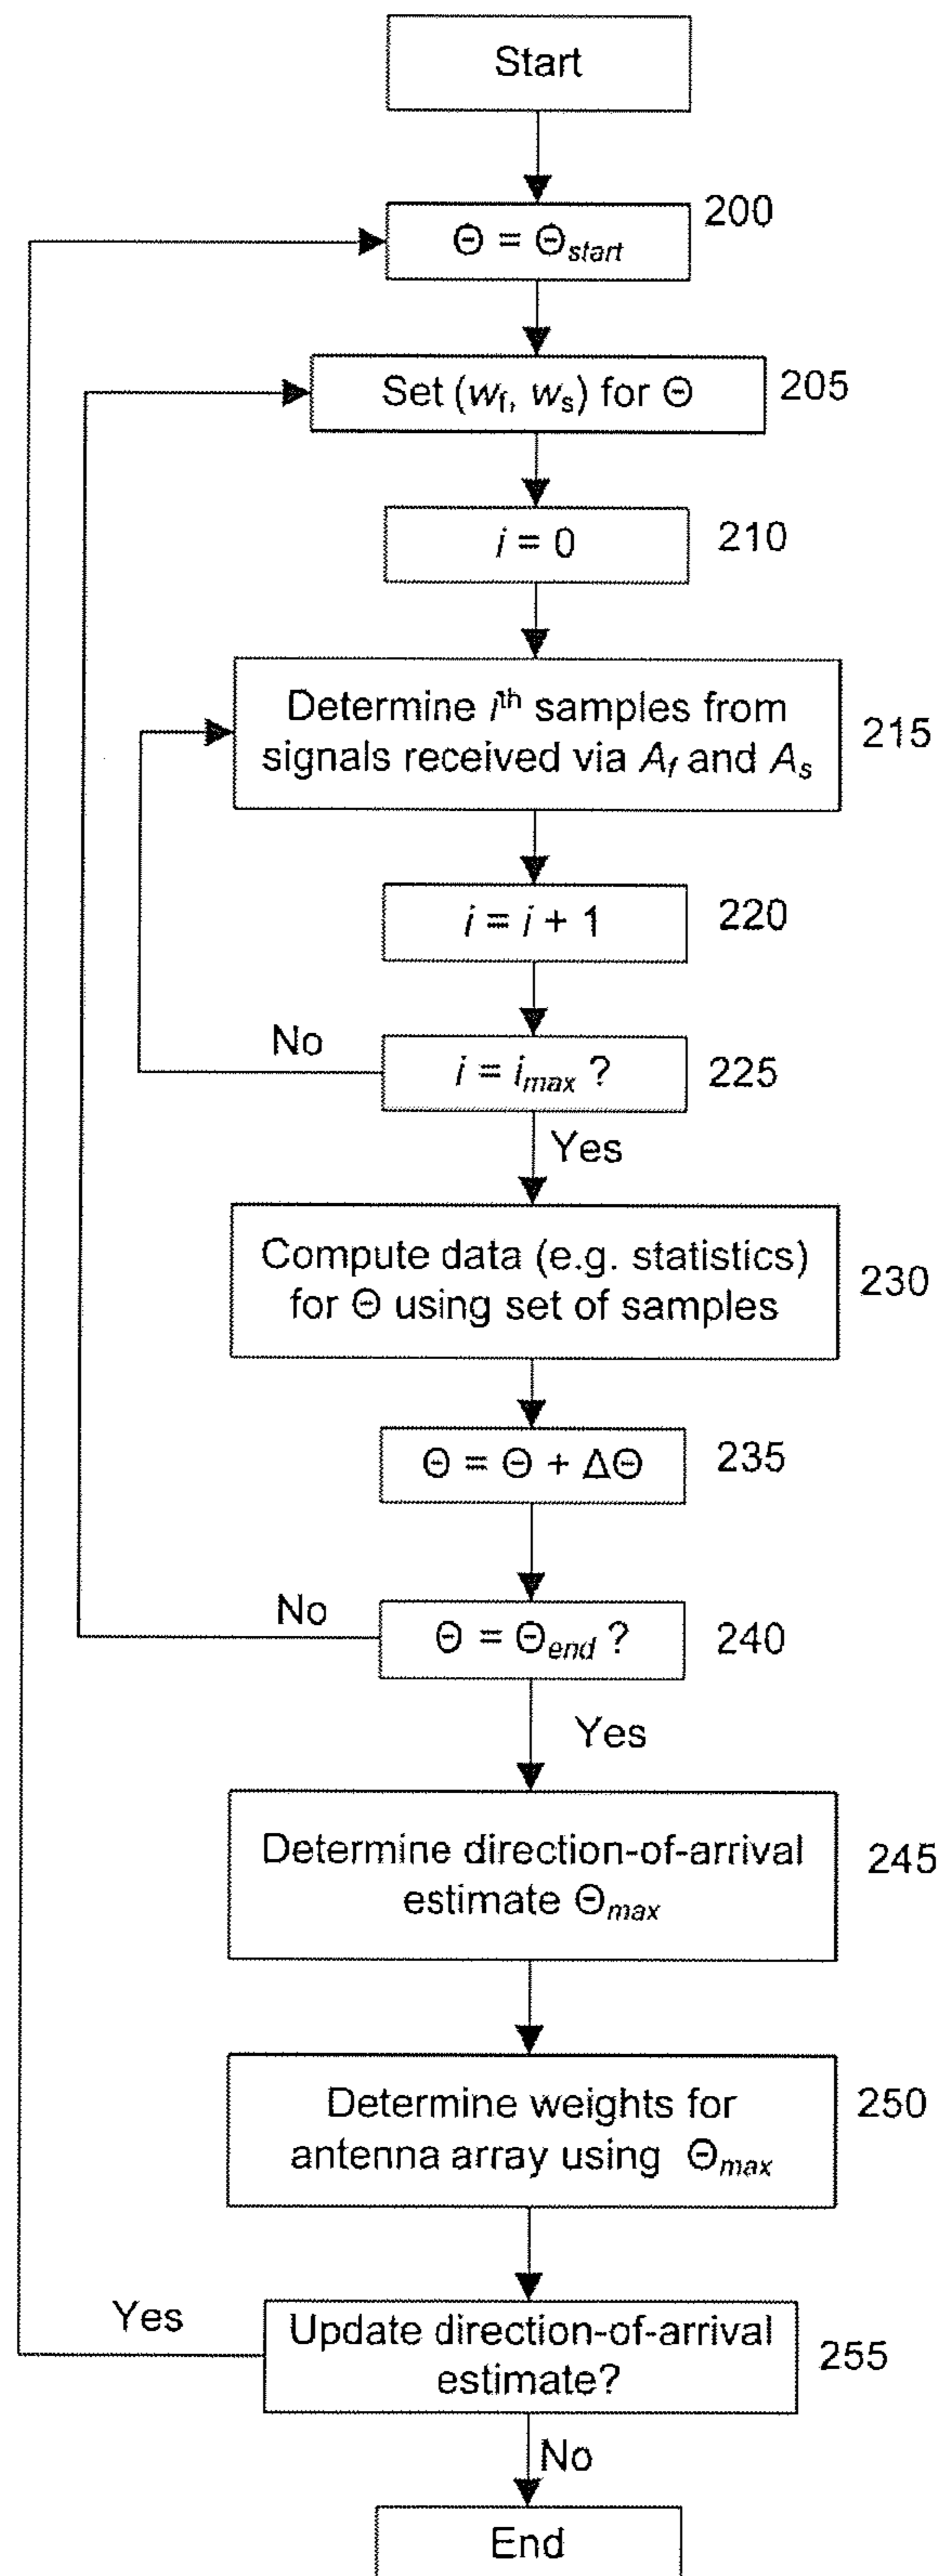 Start
200
Θ = Θstart
Set (wf, ws) for Θ
205
i = 0
210
Determine ith samples from
signals received via Af and As
215
i = i + 1
220
No
i = imax ?
225
Yes
Compute data (e.g. statistics)
for Θ using set of samples
230
Θ = Θ + ΔΘ
235
No
Θ = Θend ?
240
Yes
Determine direction-of-arrival
estimate Θmax
245
Determine weights for
antenna array using Θmax
250
Yes
Update direction-of-arrival
estimate?
255
No
End